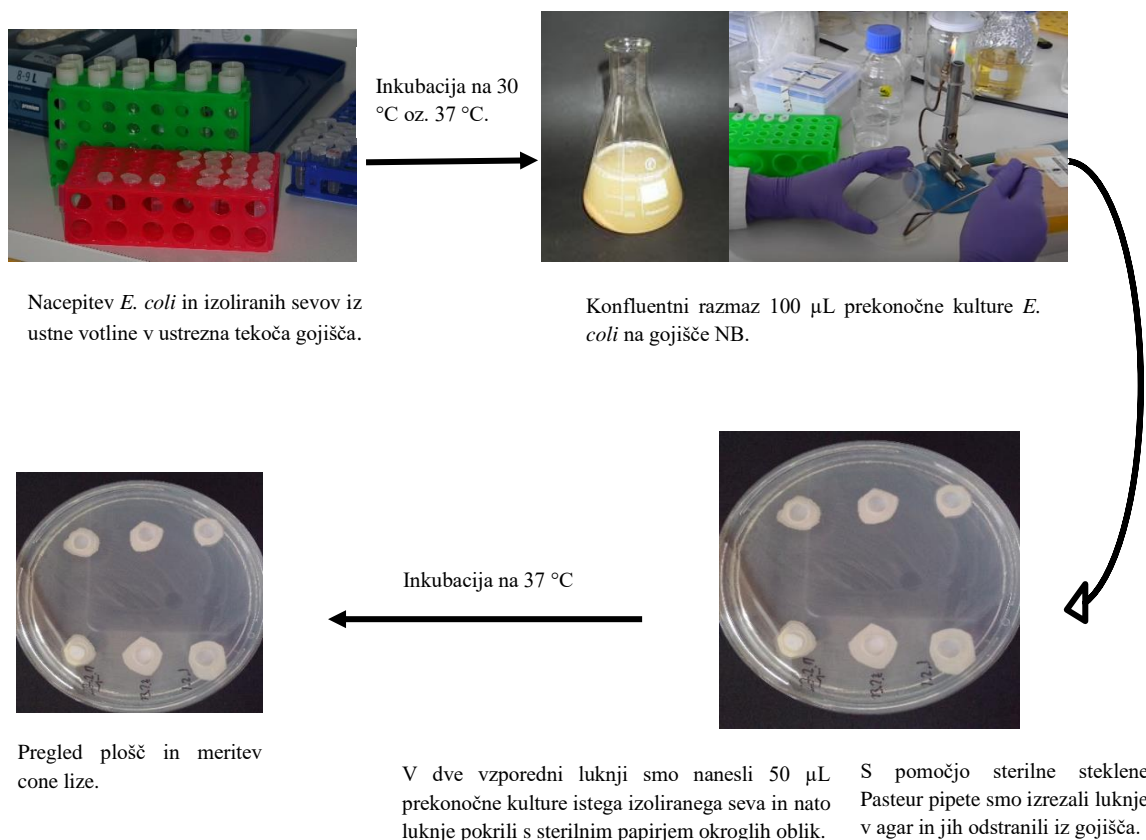 8-9 L
Inkubacija na 30
°C oz. 37 °C.
Nacepitev E. coli in izoliranih sevov iz
ustne votline v ustrezna tekoča gojišča.
Konfluentni razmaz 100 µL prekonočne kulture E.
coli na gojišče NB.
Inkubacija na 37 °C
Pregled plošč in meritev
cone lize.
V dve vzporedni luknji smo nanesli 50 µL
prekonočne kulture istega izoliranega seva in nato
luknje pokrili s sterilnim papirjem okroglih oblik.
S pomočjo sterilne steklene
Pasteur pipete smo izrezali luknje
v agar in jih odstranili iz gojišča.